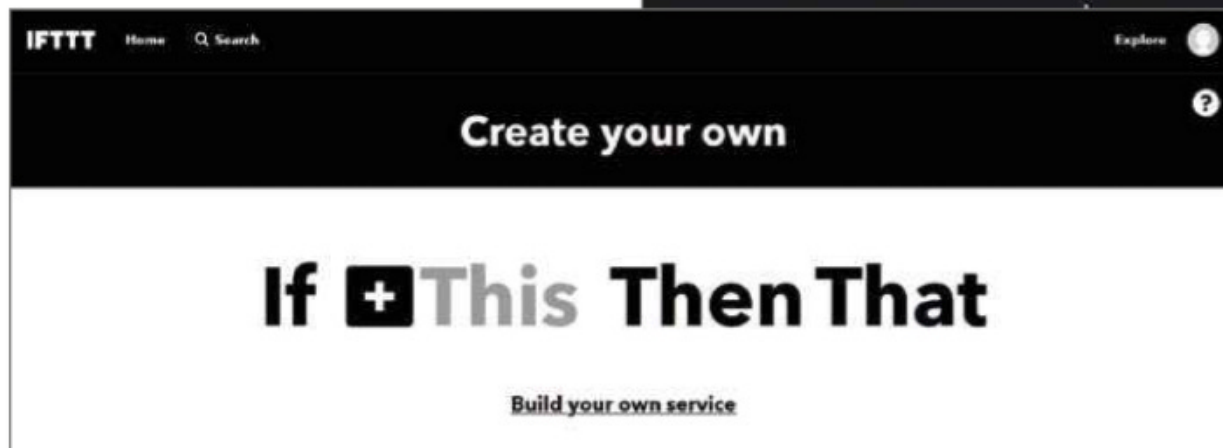 IFTTT Home Search Explore
?
Create your own
If + This Then That
Build your own service